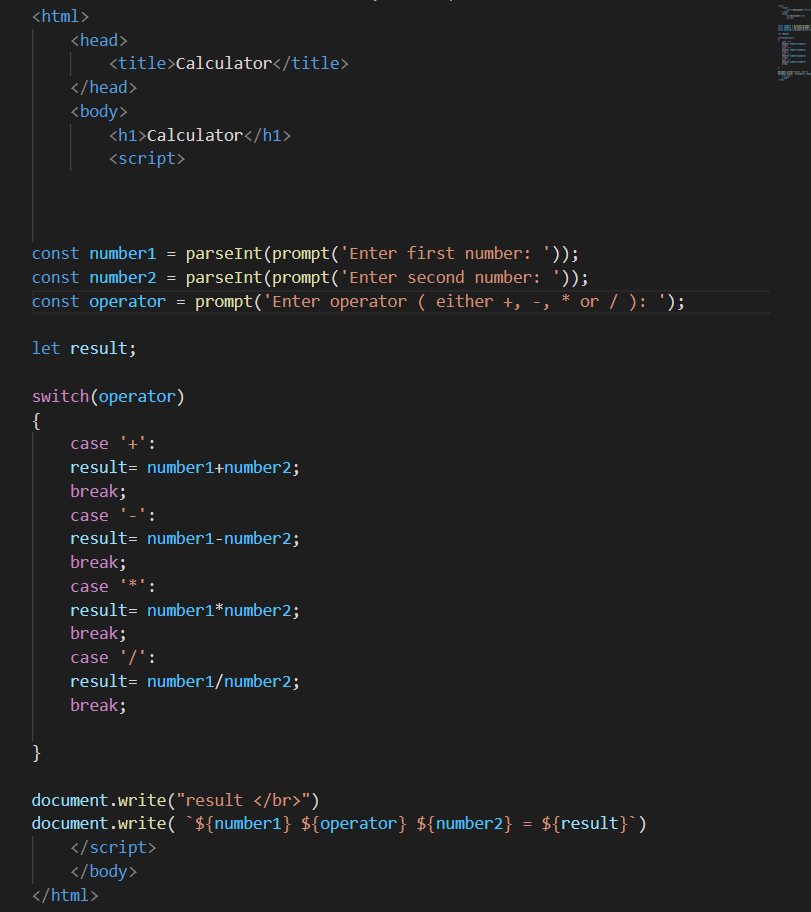 <html>
<head>
<title>Calculator</title>
</head>
<body>
<h1>Calculator</h1>
<script>
const number1 = parseInt(prompt('Enter first number: '));
const number2 = parseInt(prompt('Enter second number: '));
const operator = prompt('Enter operator ( either +, -, * or / ): ');
let result;
switch(operator)
{
case '+':
result= number1+number2;
break;
case '-':
result= number1-number2;
break;
case '*':
result= number1*number2;
break;
case '/':
result= number1/number2;
break;
}
document.write("result </br>")
document.write( `${number1} ${operator} ${number2} = ${result}`)
</script>
</body>
</html>